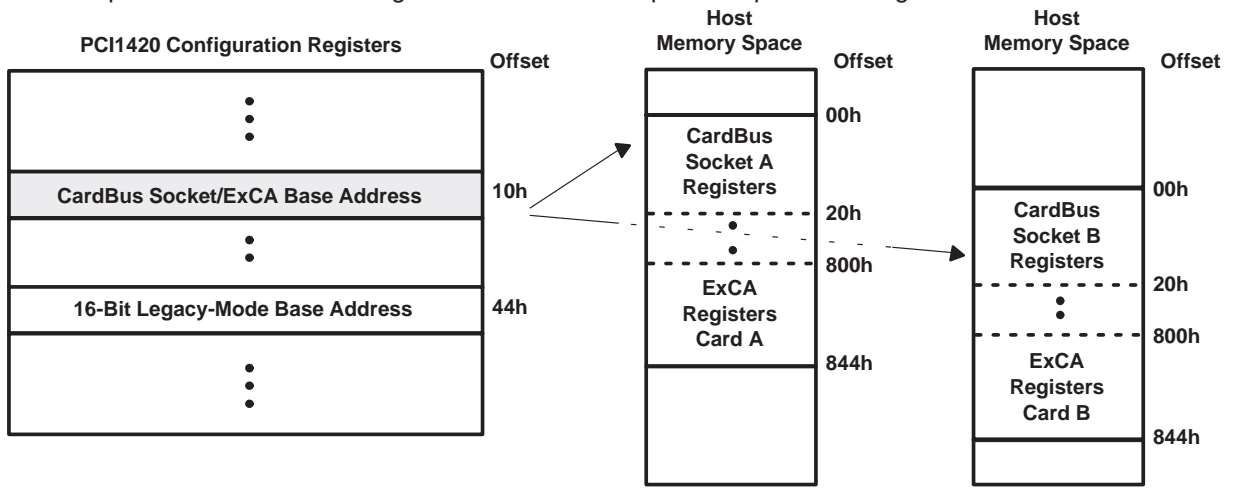 PCI1420 Configuration Registers
Offset
CardBus Socket/ExCA Base Address
10h
16-Bit Legacy-Mode Base Address
44h
Host
Memory Space
Offset
00h
CardBus
Socket A
Registers
20h
800h
ExCA
Registers
Card A
844h
Host
Memory Space
Offset
00h
CardBus
Socket B
Registers
20h
800h
ExCA
Registers
Card B
844h